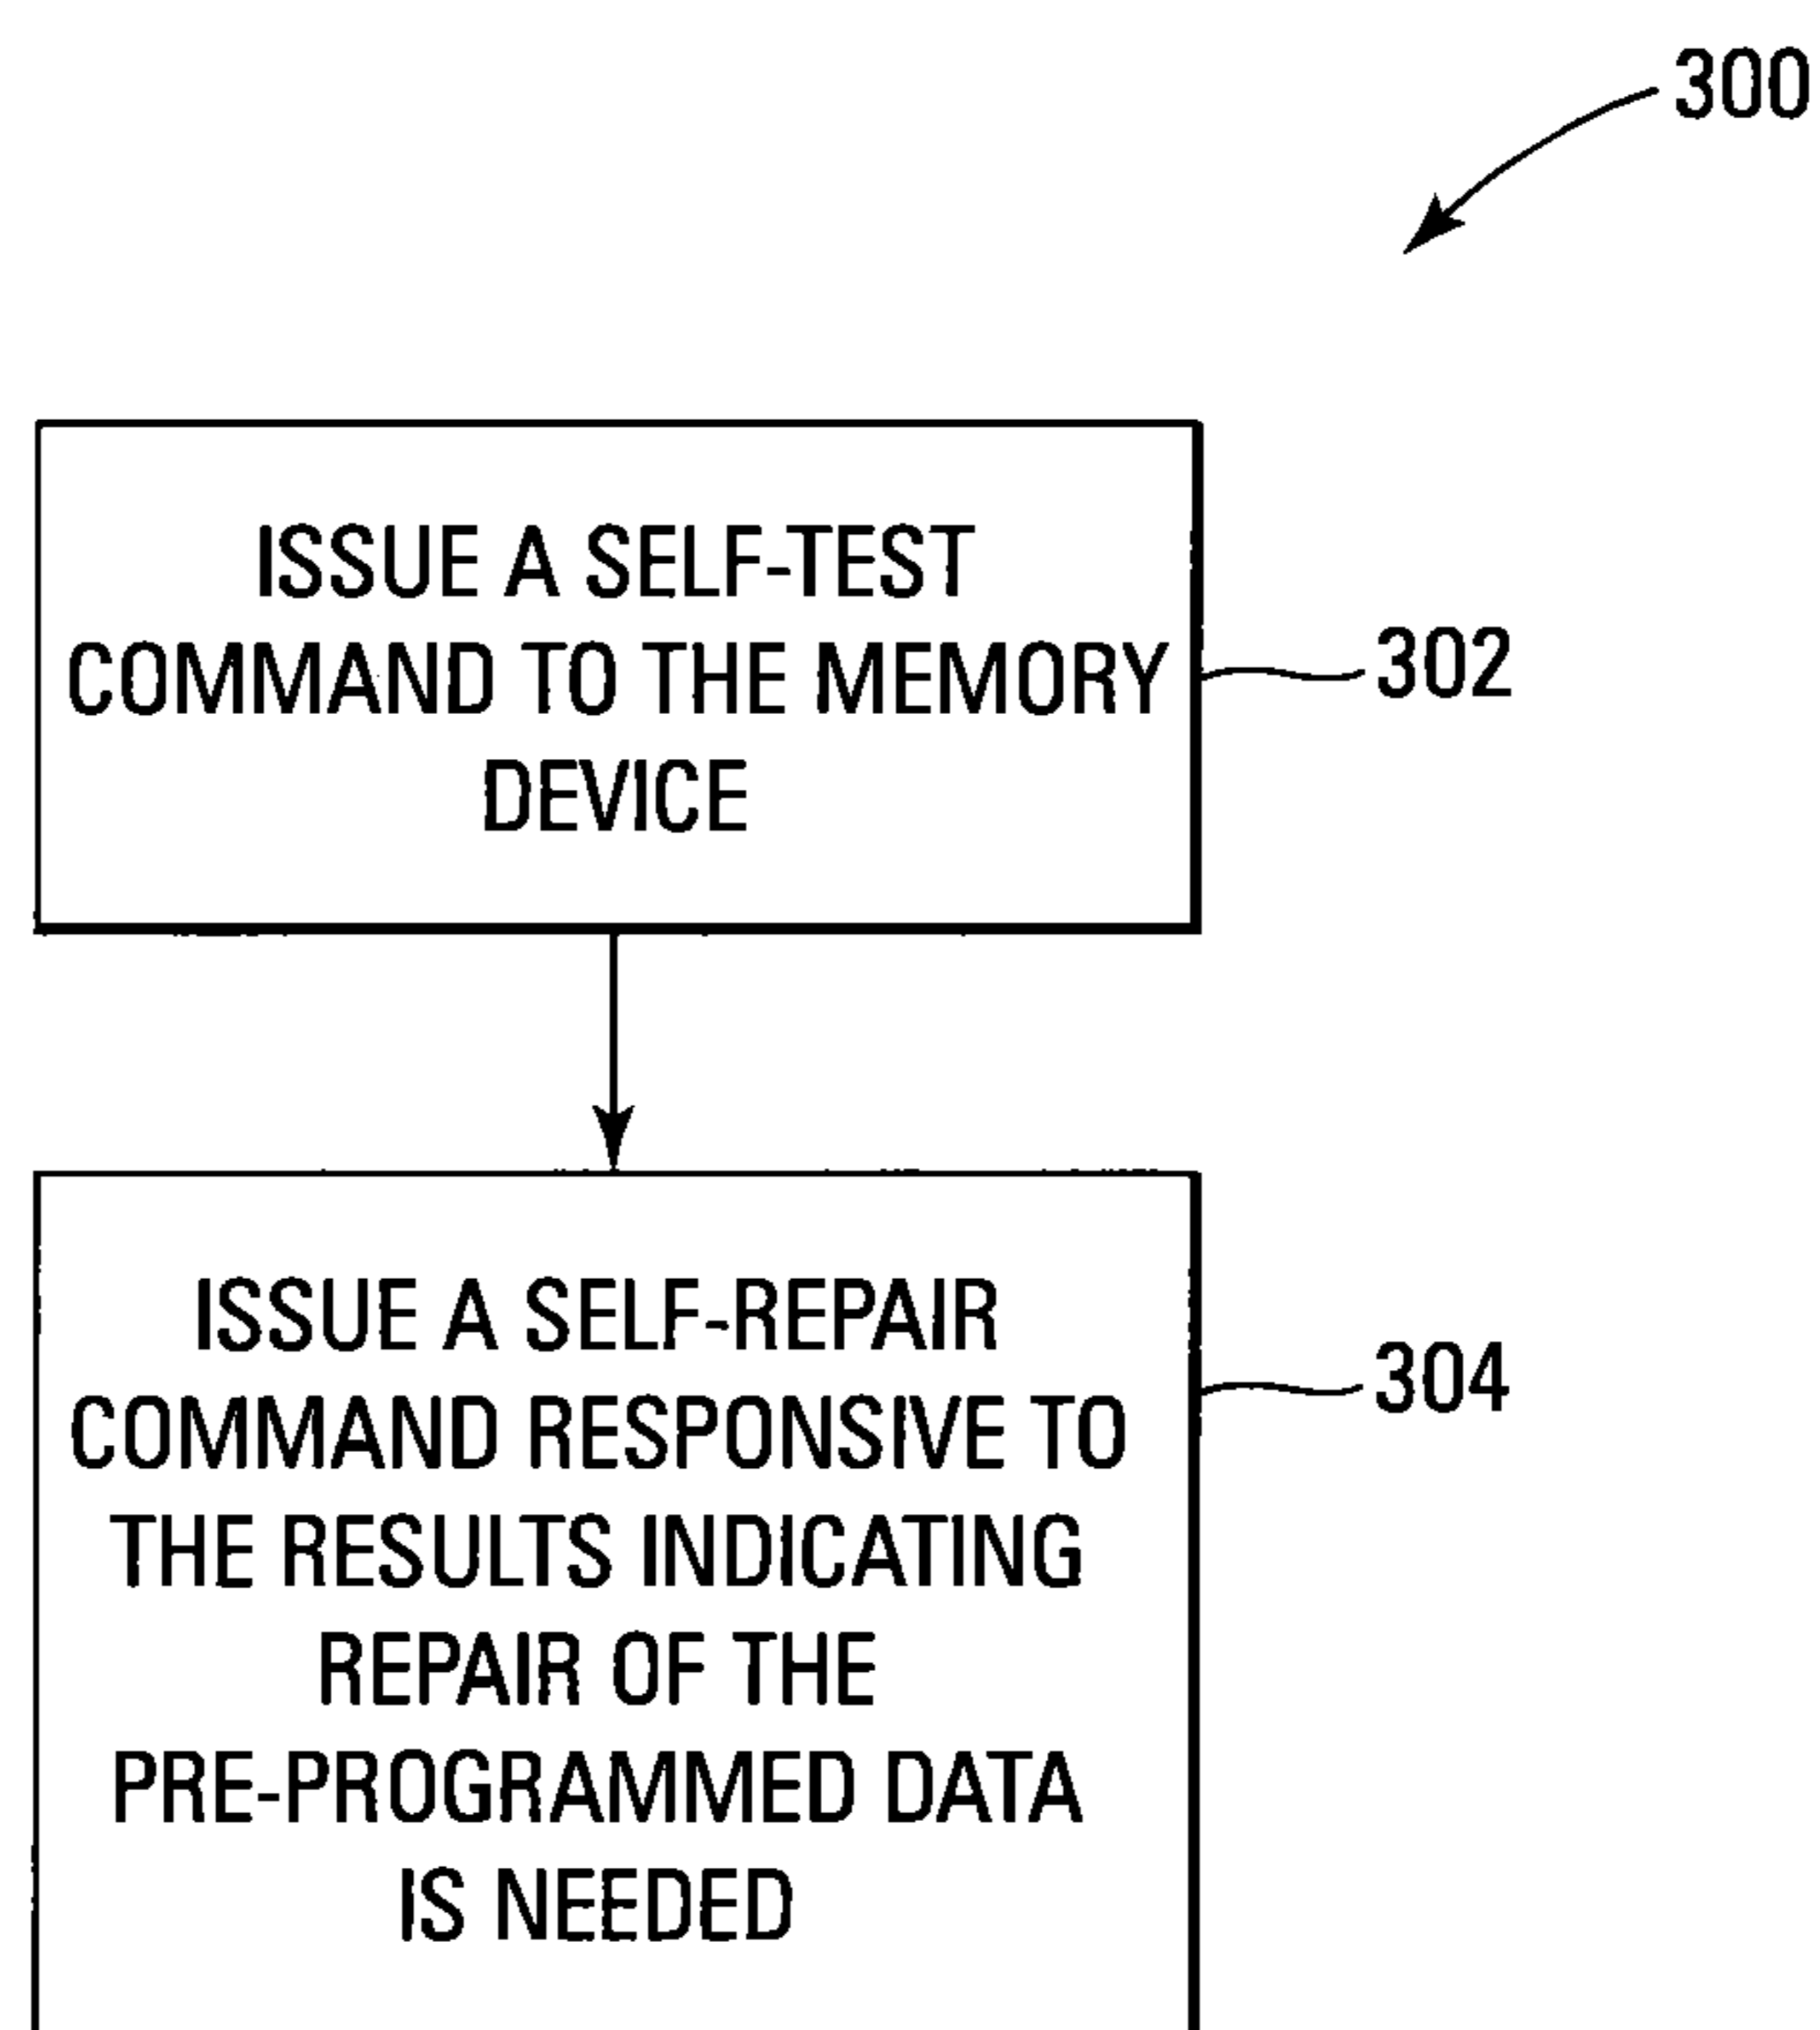 300
ISSUE A SELF-TEST
COMMAND TO THE MEMORY
DEVICE
302
ISSUE A SELF-REPAIR
COMMAND RESPONSIVE TO
THE RESULTS INDICATING
REPAIR OF THE
PRE-PROGRAMMED DATA
IS NEEDED
304